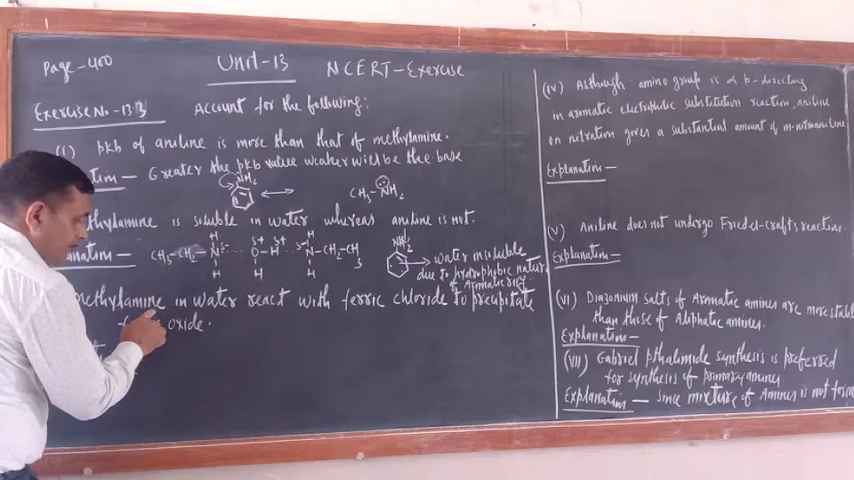 Page-400
Unit-13
NCERT-Exercise
Exercise No-13.3
Account for the following:
(I) pkb of aniline is more than that of methylamine.
Greater the pkb value weaker will be the base
NH2
CH3-NH2
thylamine is soluble in water whereas aniline is not.
CH3-CH2-N
O-H
N-CH2-CH3
H
H
H
H
H
NH2
water insoluble
due to hydrophobic nature
of Aromatic ring
methylamine in water react with ferric chloride to precipitate
oxide.
(IV) Although amino group is o p-directing
in aromatic electrophilic substitution reaction, aniline
on nitration gives a substantial amount of m-nitroaniline
Explanation-
(V) Aniline does not undergo Friedel-crafts reaction.
Explanation-
(VI) Diazonium salts of Aromatic amines are more stable
than those of Aliphatic amines.
Explanation-
(VII) Gabriel pthalimide synthesis is preferred
for synthesis of primary amines
Explanation- since mixture of Amines is not